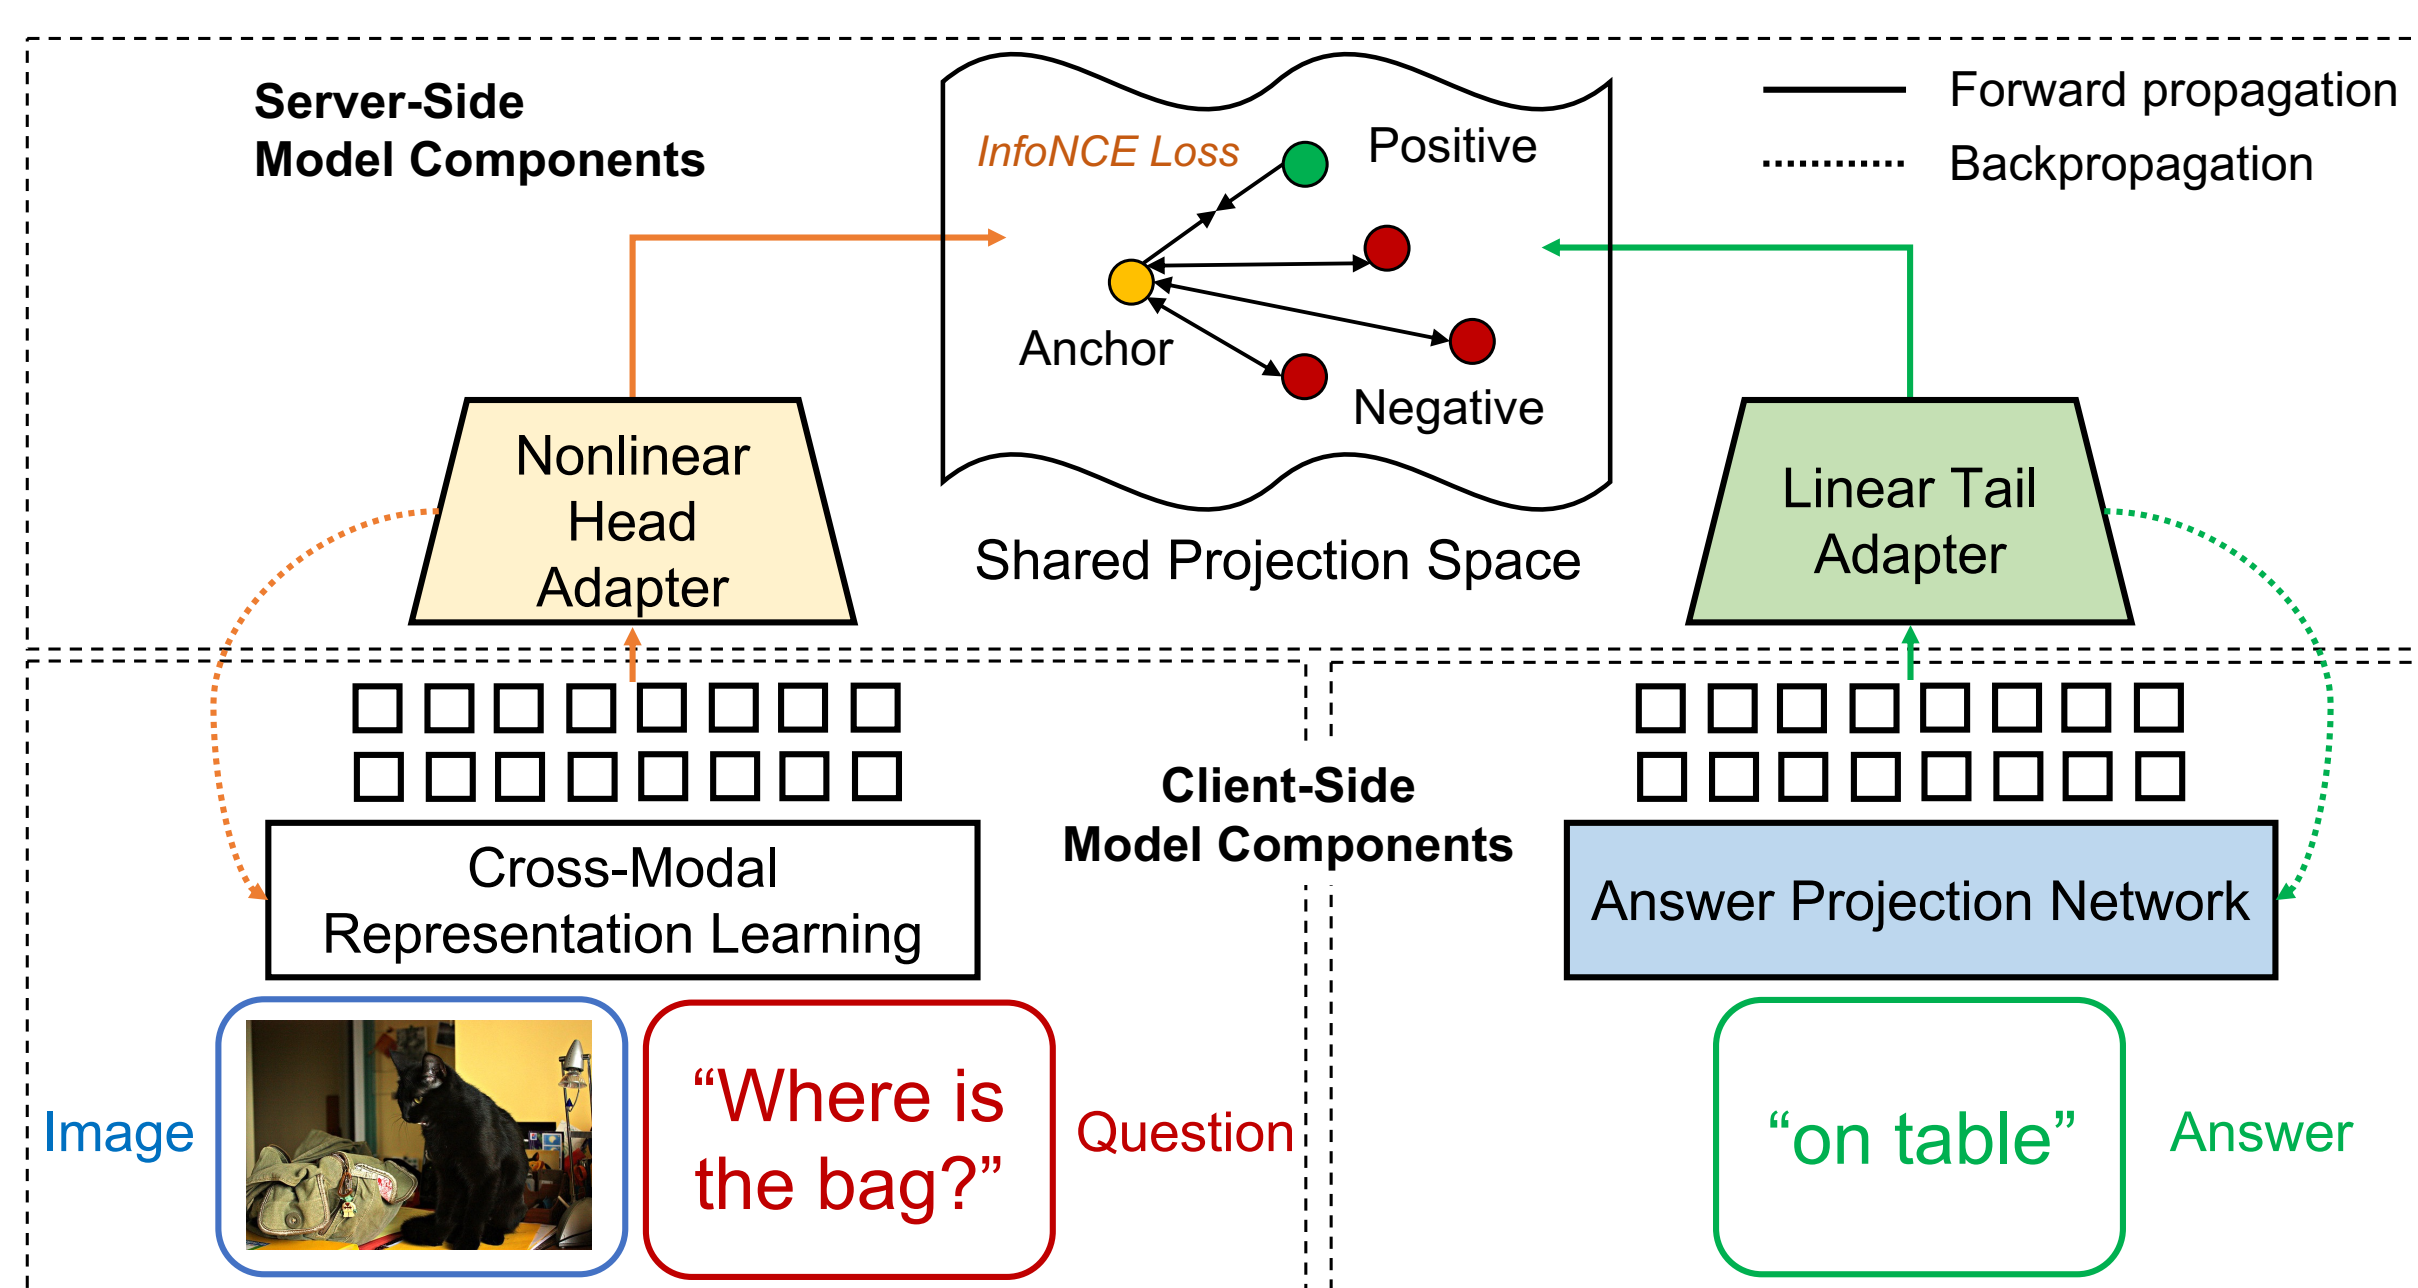 Server-Side
Model Components
InfoNCE Loss
Positive
Anchor
Negative
Forward propagation
Backpropagation
Nonlinear
Head
Adapter
Shared Projection Space
Linear Tail
Adapter
Client-Side
Model Components
Cross-Modal
Representation Learning
Answer Projection Network
Image
“Where is
the bag?”
Question
“on table”
Answer